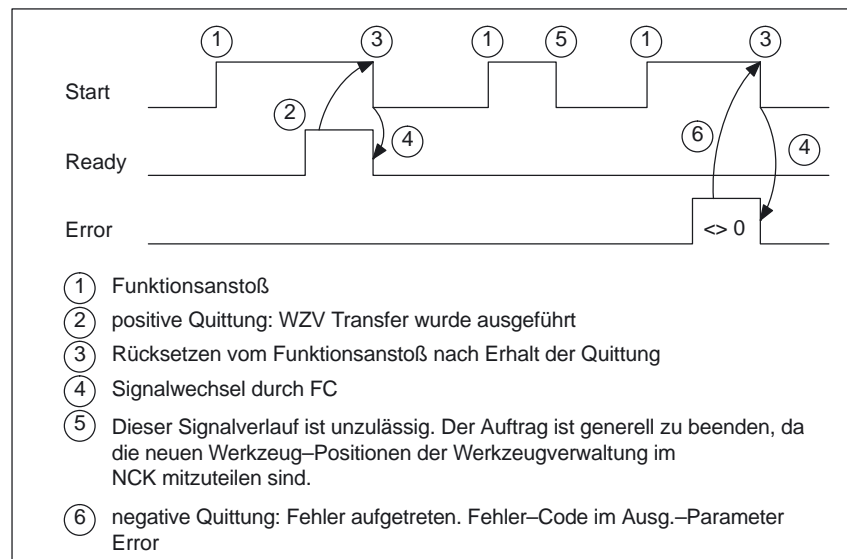 1 3 1 5 1 3
Start
2
4
6
4
Ready
Error
<> 0
1 Funktionsanstoß
2 positive Quittung: WZV Transfer wurde ausgeführt
3 Rücksetzen vom Funktionsanstoß nach Erhalt der Quittung
4 Signalwechsel durch FC
5 Dieser Signalverlauf ist unzulässig. Der Auftrag ist generell zu beenden, da
die neuen Werkzeug–Positionen der Werkzeugverwaltung im
NCK mitzuteilen sind.
6 negative Quittung: Fehler aufgetreten. Fehler–Code im Ausg.–Parameter
Error